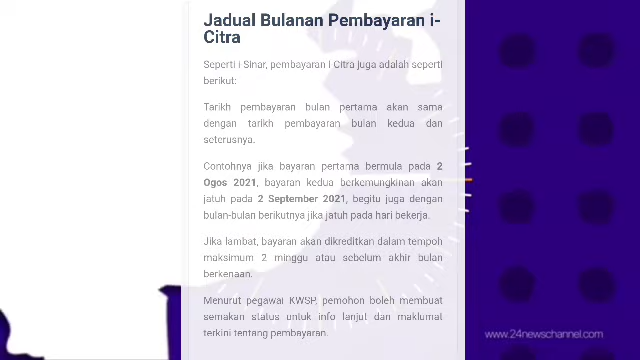 Jadual Bulanan Pembayaran i-
Citra
Seperti i Sinar, pembayaran I Citra juga adalah seperti
berikut:
Tarikh pembayaran bulan pertama akan sama
dengan tarikh pembayaran bulan kedua dan
seterusnya.
Contohnya jika bayaran pertama bermula pada 2
Ogos 2021, bayaran kedua berkemungkinan akan
jatuh pada 2 September 2021, begitu juga dengan
bulan-bulan berikutnya jika jatuh pada hari bekerja.
Jika lambat, bayaran akan dikreditkan dalam tempoh
maksimum 2 minggu atau sebelum akhir bulan
berkenaan.
Menurut pegawai KWSP, pemohon boleh membuat
semakan status untuk info lanjut dan maklumat
terkini tentang pembayaran.
www.24newschannel.com/